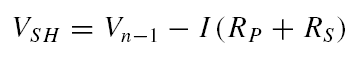 $V_{SH} = V_{n-1} - I(R_P + R_S)$